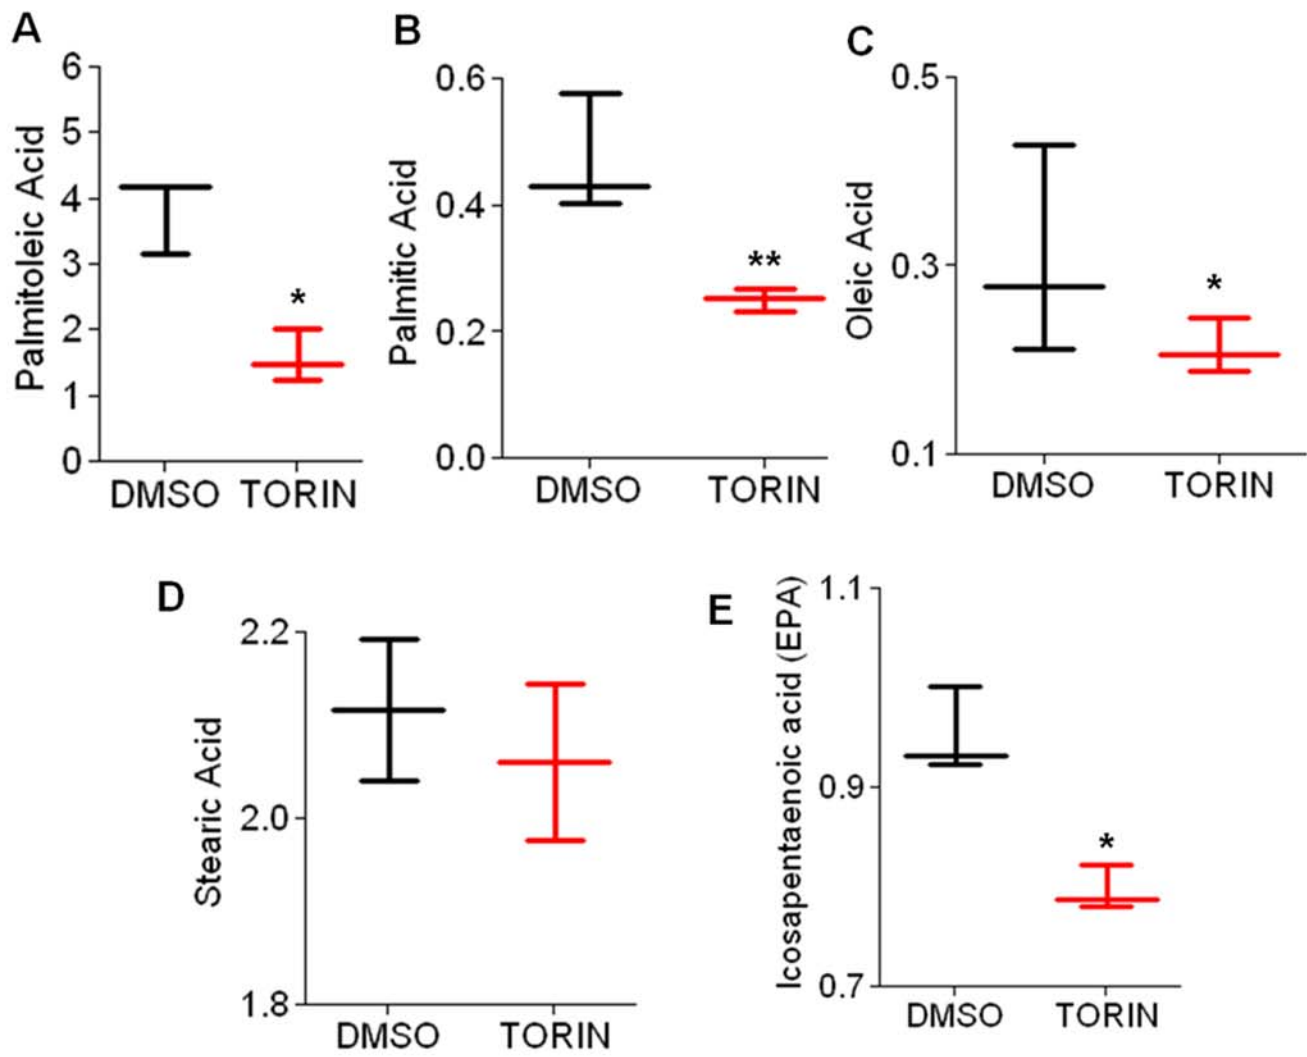 A
Palmitoleic Acid
6
5
4
3
2
1
0
*
DMSO TORIN
B
Palmitic Acid
0.6
0.4
0.2
0.0
**
DMSO TORIN
C
Oleic Acid
0.5
0.3
0.1
*
DMSO TORIN
D
Stearic Acid
2.2
2.0
1.8
DMSO TORIN
E
Icosapentaenoic acid (EPA)
1.1
0.9
0.7
*
DMSO TORIN